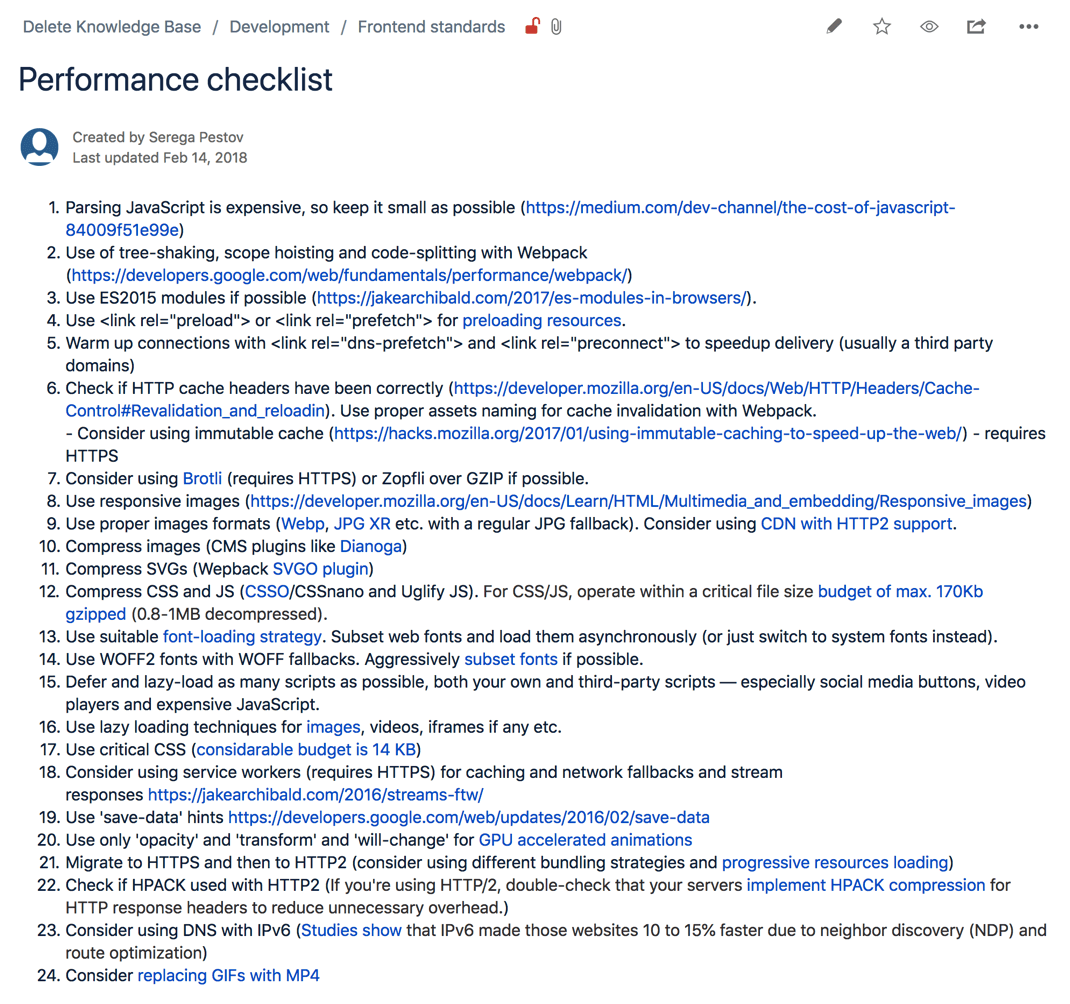 Delete Knowledge Base / Development / Frontend standards
Performance checklist
Created by Serega Pestov
Last updated Feb 14, 2018
1. Parsing JavaScript is expensive, so keep it small as possible (https://medium.com/dev-channel/the-cost-of-javascript-
84009f51e99e)
2. Use of tree-shaking, scope hoisting and code-splitting with Webpack
(https://developers.google.com/web/fundamentals/performance/webpack/)
3. Use ES2015 modules if possible (https://jakearchibald.com/2017/es-modules-in-browsers/).
4. Use <link rel="preload"> or <link rel="prefetch"> for preloading resources.
5. Warm up connections with <link rel="dns-prefetch"> and <link rel="preconnect"> to speedup delivery (usually a third party
domains)
6. Check if HTTP cache headers have been correctly (https://developer.mozilla.org/en-US/docs/Web/HTTP/Headers/Cache-
Control#Revalidation_and_reloadin). Use proper assets naming for cache invalidation with Webpack.
- Consider using immutable cache (https://hacks.mozilla.org/2017/01/using-immutable-caching-to-speed-up-the-web/) - requires
HTTPS
7. Consider using Brotli (requires HTTPS) or Zopfli over GZIP if possible.
8. Use responsive images (https://developer.mozilla.org/en-US/docs/Learn/HTML/Multimedia_and_embedding/Responsive_images)
9. Use proper images formats (Webp, JPG XR etc. with a regular JPG fallback). Consider using CDN with HTTP2 support.
10. Compress images (CMS plugins like Dianoga)
11. Compress SVGs (Wepback SVGO plugin)
12. Compress CSS and JS (CSSO/CSSnano and Uglify JS). For CSS/JS, operate within a critical file size budget of max. 170Kb
gzipped (0.8-1MB decompressed).
13. Use suitable font-loading strategy. Subset web fonts and load them asynchronously (or just switch to system fonts instead).
14. Use WOFF2 fonts with WOFF fallbacks. Aggressively subset fonts if possible.
15. Defer and lazy-load as many scripts as possible, both your own and third-party scripts — especially social media buttons, video
players and expensive JavaScript.
16. Use lazy loading techniques for images, videos, iframes if any etc.
17. Use critical CSS (considarable budget is 14 KB)
18. Consider using service workers (requires HTTPS) for caching and network fallbacks and stream
responses https://jakearchibald.com/2016/streams-ftw/
19. Use 'save-data' hints https://developers.google.com/web/updates/2016/02/save-data
20. Use only 'opacity' and 'transform' and 'will-change' for GPU accelerated animations
21. Migrate to HTTPS and then to HTTP2 (consider using different bundling strategies and progressive resources loading)
22. Check if HPACK used with HTTP2 (If you're using HTTP/2, double-check that your servers implement HPACK compression for
HTTP response headers to reduce unnecessary overhead.)
23. Consider using DNS with IPv6 (Studies show that IPv6 made those websites 10 to 15% faster due to neighbor discovery (NDP) and
route optimization)
24. Consider replacing GIFs with MP4